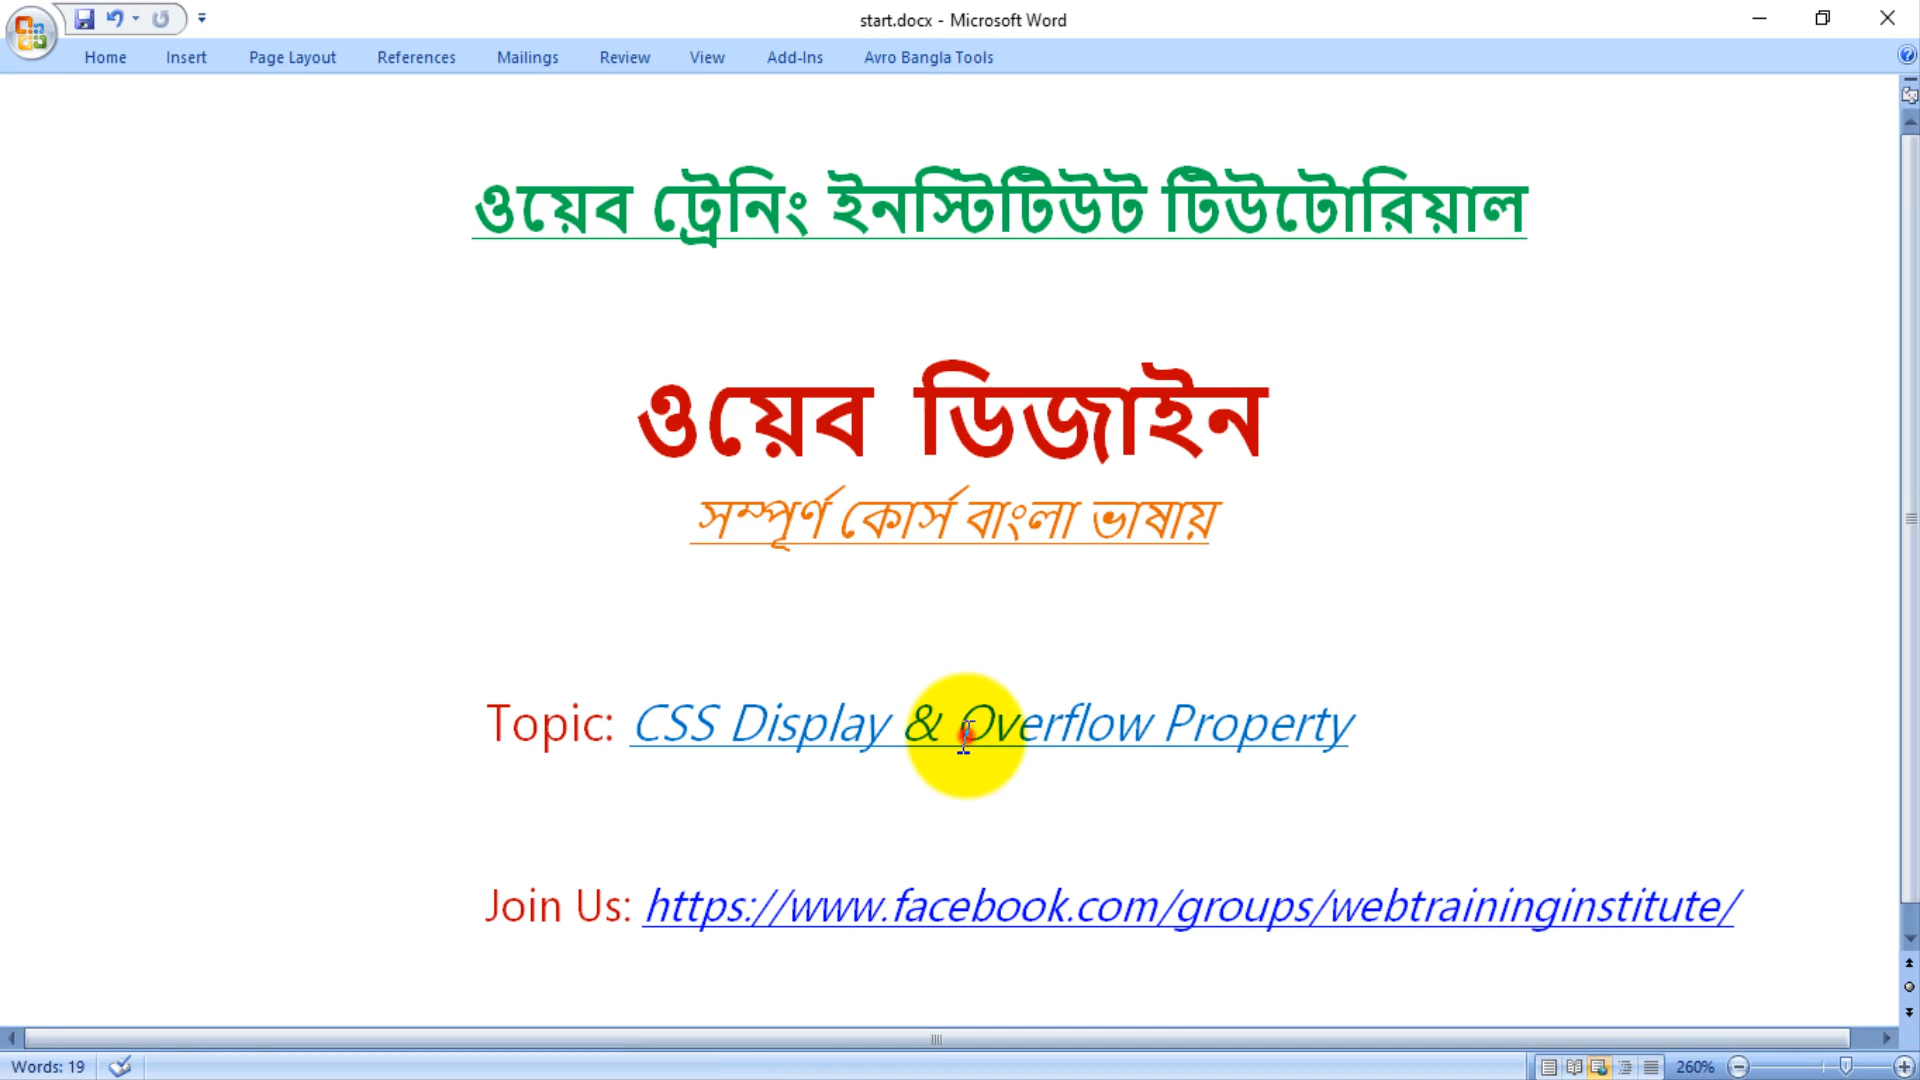 start.docx - Microsoft Word
Home Insert Page Layout References Mailings Review View Add-Ins Avro Bangla Tools
ওয়েব ট্রেনিং ইনস্টিটিউট টিউটোরিয়াল
ওয়েব ডিজাইন
সম্পূর্ণ কোর্স বাংলা ভাষায়
Topic: CSS Display & Overflow Property
Join Us: https://www.facebook.com/groups/webtraininginstitute/
Words: 19 260%